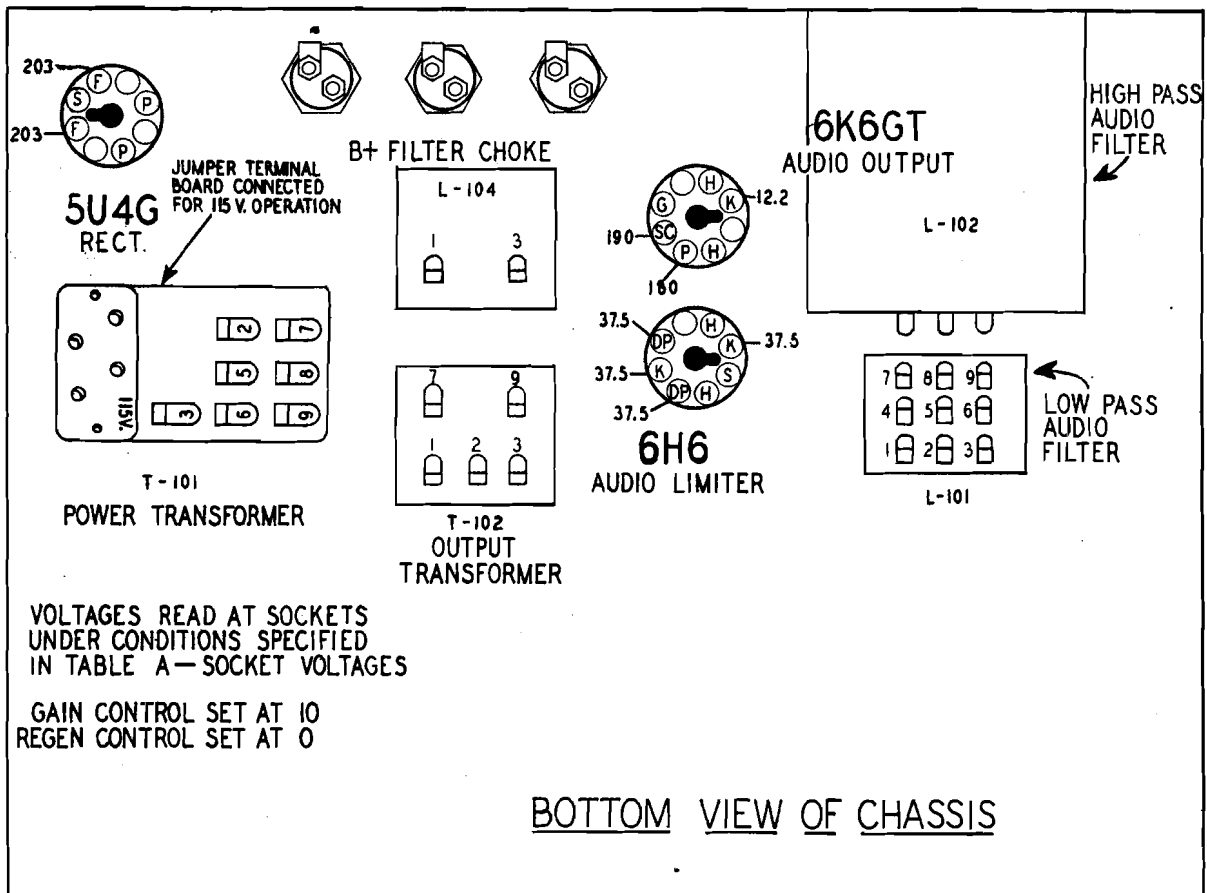 203
F
S
P
F
P
203
5U4G
RECT.
JUMPER TERMINAL
BOARD CONNECTED
FOR 115 V. OPERATION
B+ FILTER CHOKE
L-104
1 3
6K6GT
AUDIO OUTPUT
H
G K 12.2
190 SC
P H
180
HIGH PASS
AUDIO
FILTER
L-102
2 7
5 8
115V. 3 6 9
T-101
POWER TRANSFORMER
7 9
1 2 3
T-102
OUTPUT
TRANSFORMER
37.5 H
DP K 37.5
37.5 K S
DP H
37.5
6H6
AUDIO LIMITER
7 8 9
4 5 6
1 2 3
L-101
LOW PASS
AUDIO
FILTER
VOLTAGES READ AT SOCKETS
UNDER CONDITIONS SPECIFIED
IN TABLE A—SOCKET VOLTAGES
GAIN CONTROL SET AT 10
REGEN CONTROL SET AT 0
BOTTOM VIEW OF CHASSIS